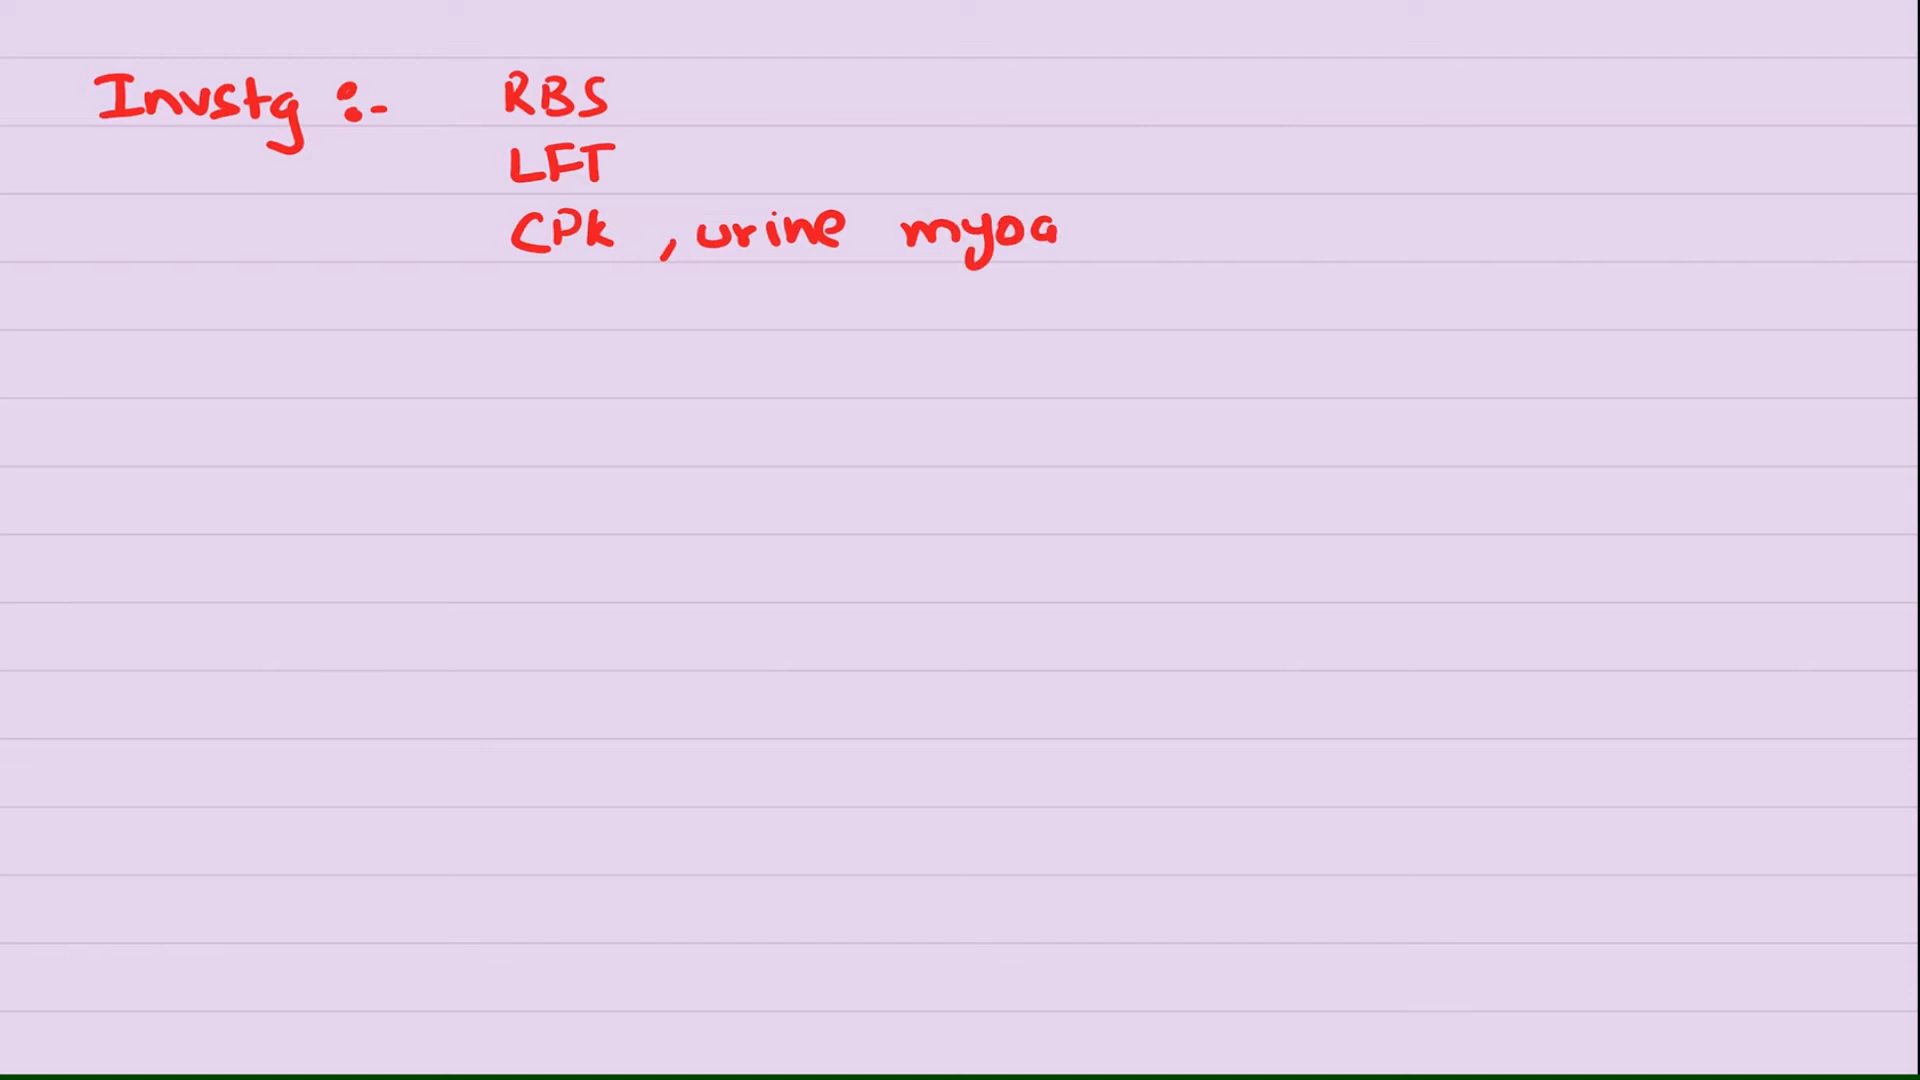 Invstg :- RBS
LFT
CPK , urine myoa